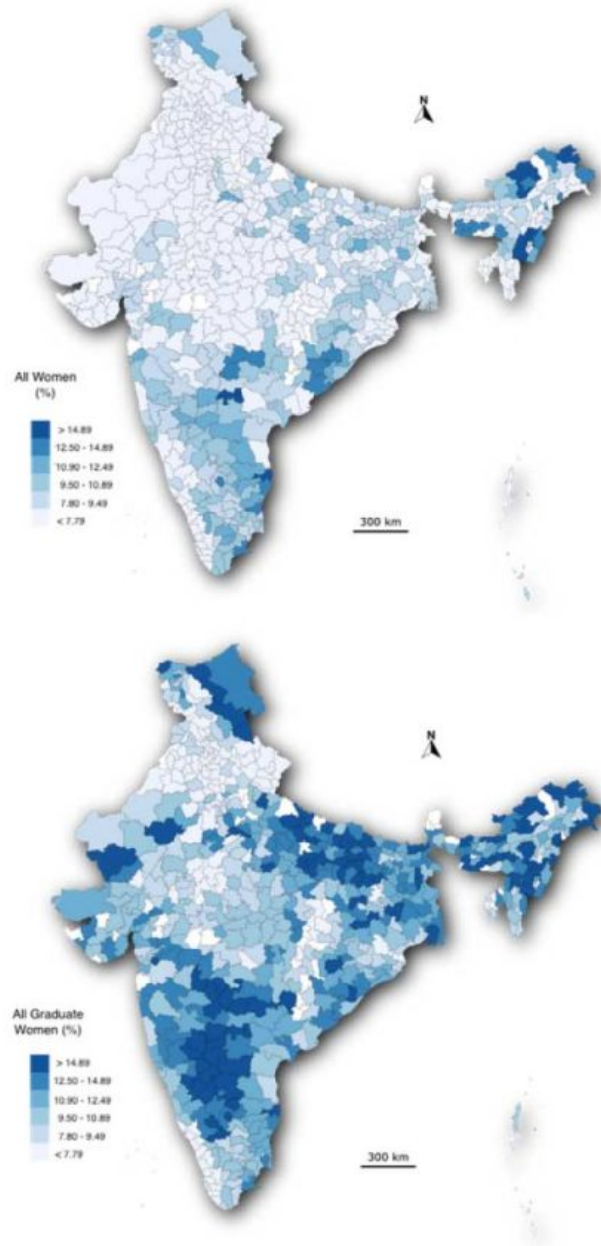 N
All Women
(%)
> 14.89
12.50 - 14.89
10.90 - 12.49
9.50 - 10.89
7.80 - 9.49
< 7.79
300 km
N
All Graduate
Women (%)
> 14.89
12.50 - 14.89
10.90 - 12.49
9.50 - 10.89
7.80 - 9.49
< 7.79
300 km